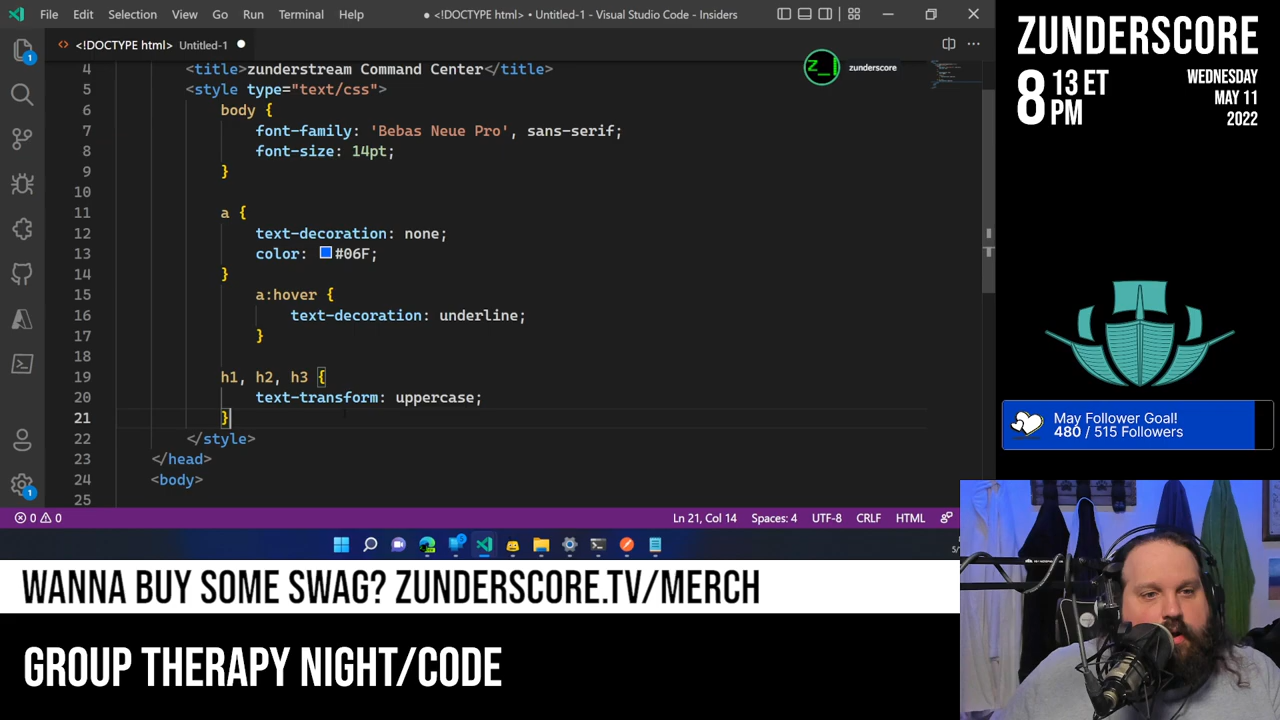 File Edit Selection View Go Run Terminal Help
● <!DOCTYPE html> • Untitled-1 - Visual Studio Code - Insiders
<!DOCTYPE html> Untitled-1 ●
4 <title>zunderstream Command Center</title>
5 <style type="text/css">
6 body {
7 font-family: 'Bebas Neue Pro', sans-serif;
8 font-size: 14pt;
9 }
10
11 a {
12 text-decoration: none;
13 color: #06F;
14 }
15 a:hover {
16 text-decoration: underline;
17 }
18
19 h1, h2, h3 {
20 text-transform: uppercase;
21 }
22 </style>
23 </head>
24 <body>
25
z_
zunderscore
1
1
0 0
Ln 21, Col 14 Spaces: 4 UTF-8 CRLF HTML
WANNA BUY SOME SWAG? ZUNDERSCORE.TV/MERCH
GROUP THERAPY NIGHT/CODE
ZUNDERSCORE
8 13 ET
PM
WEDNESDAY
MAY 11
2022
May Follower Goal!
480 / 515 Followers